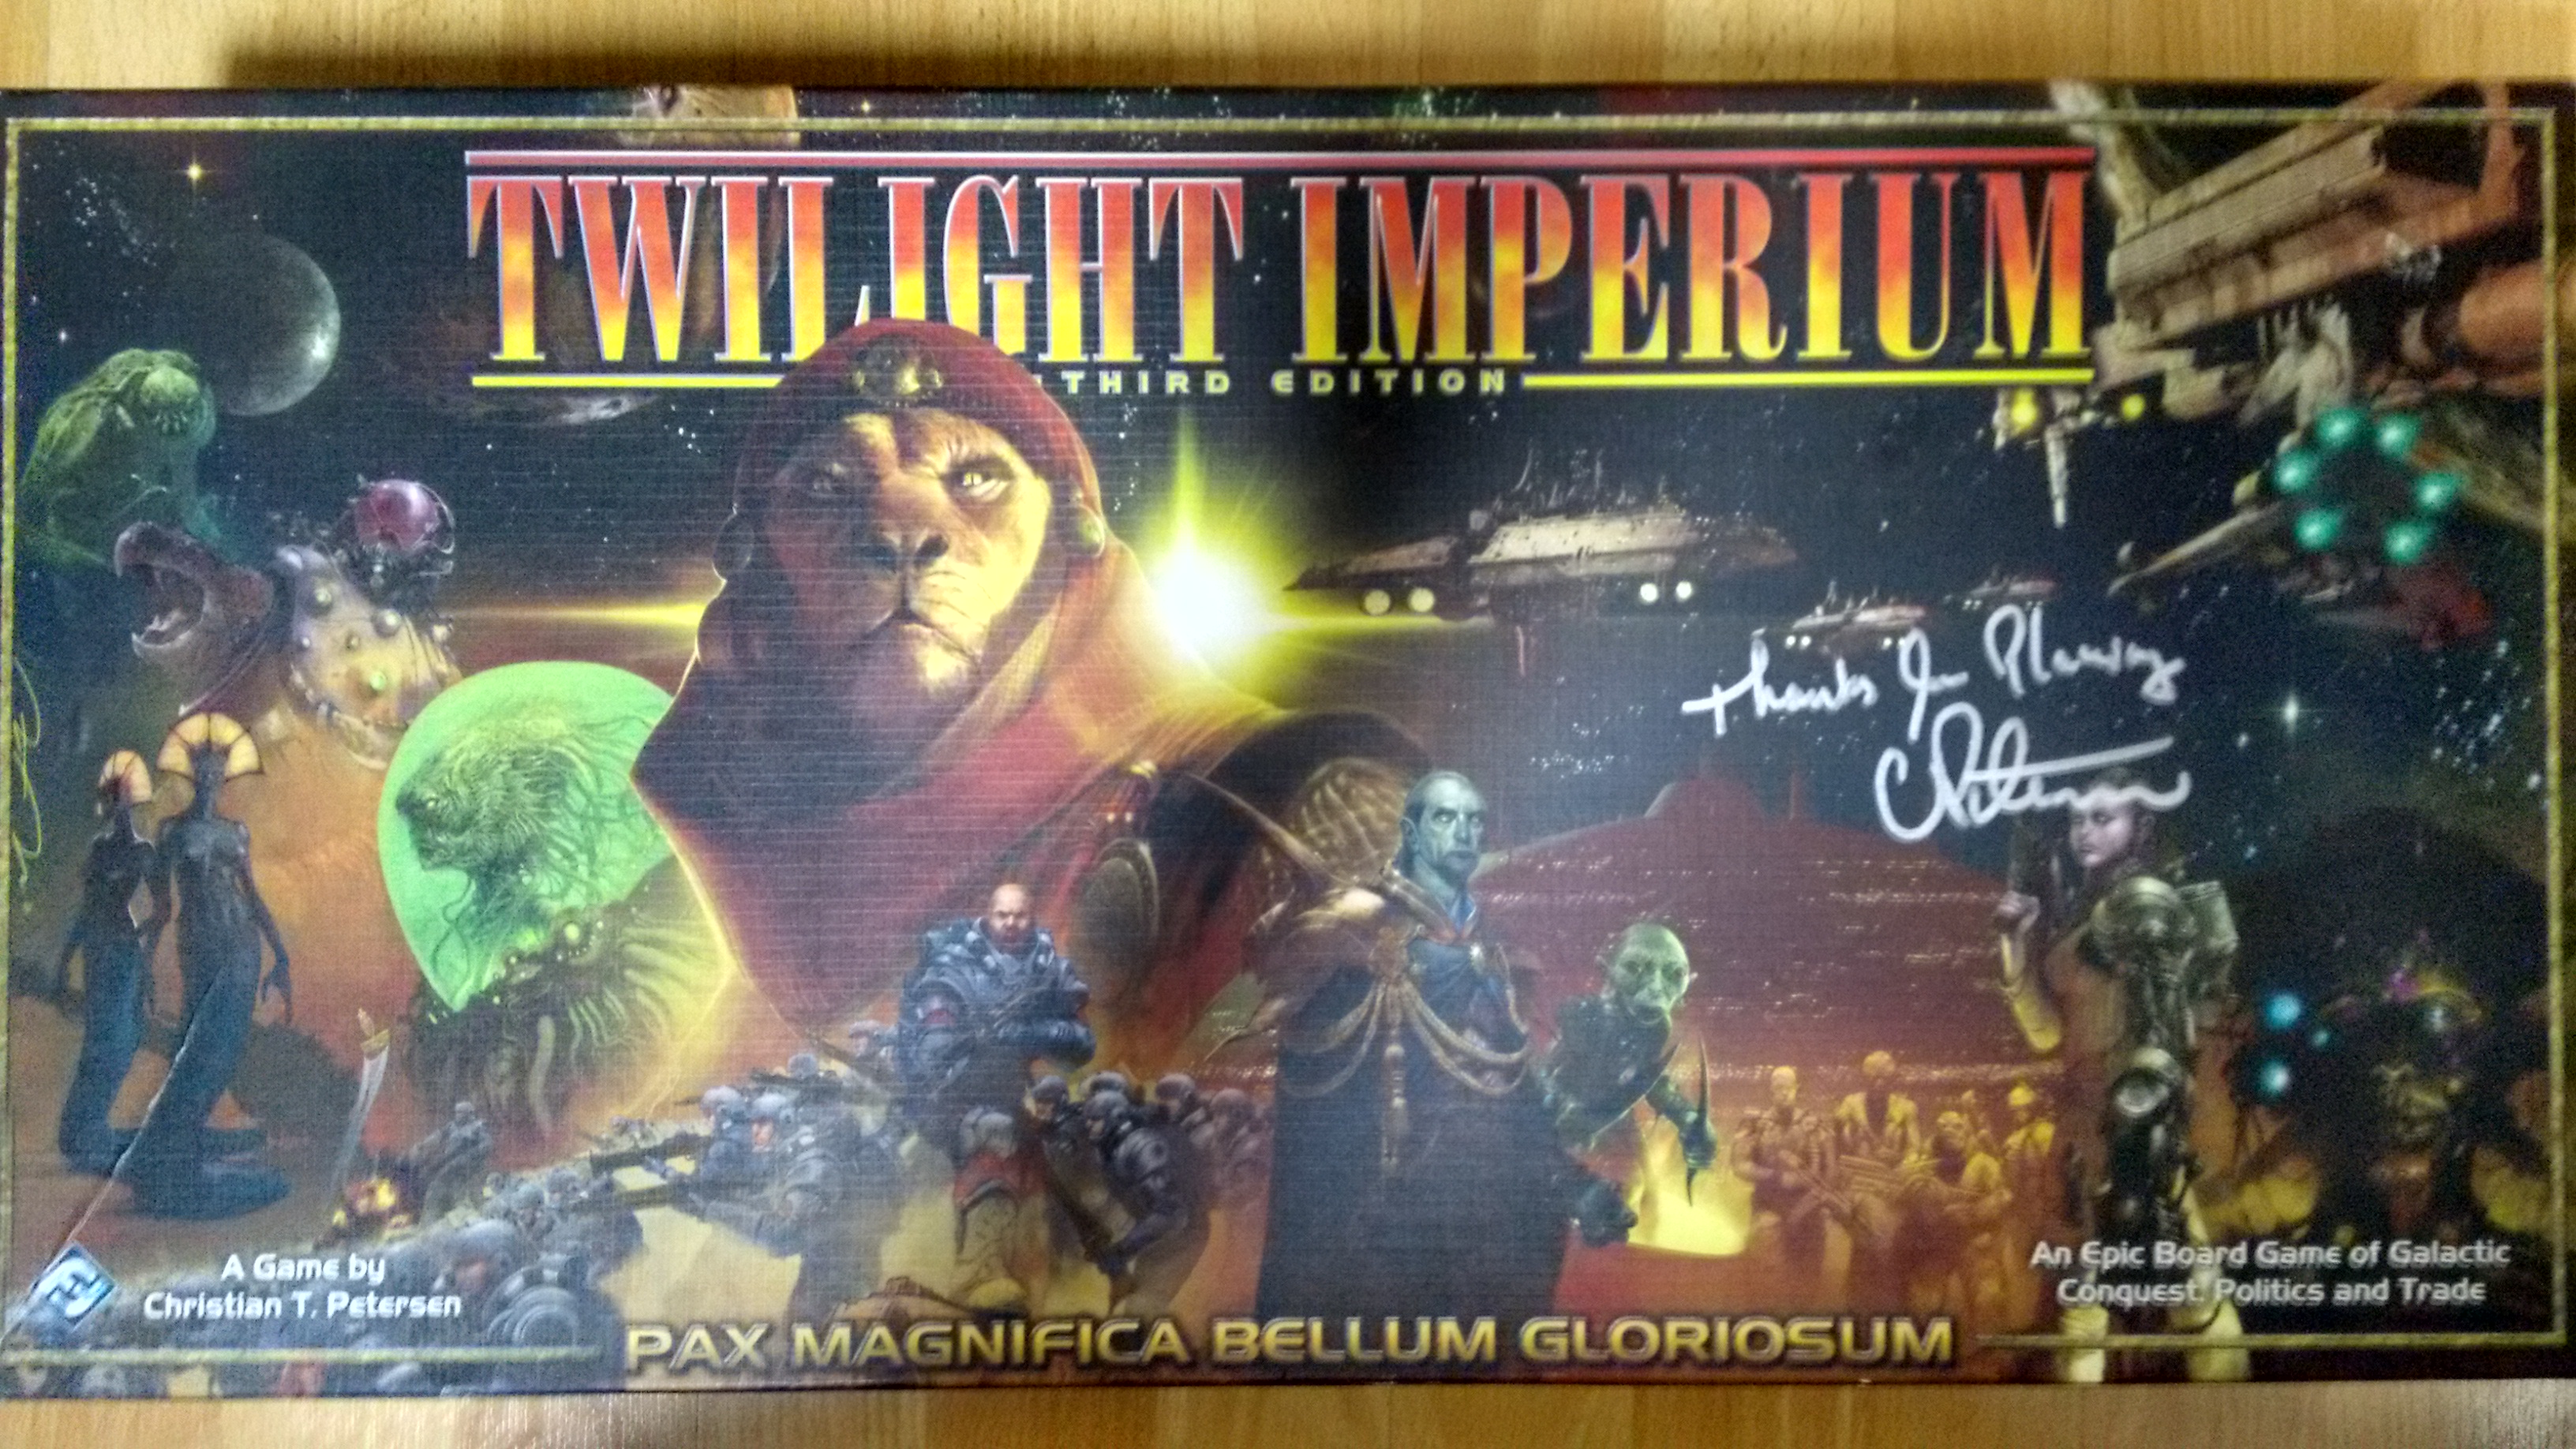 TWILIGHT IMPERIUM
THIRD EDITION
Thanks for Playing
CPetersen
A Game by
Christian T. Petersen
An Epic Board Game of Galactic
Conquest, Politics and Trade
PAX MAGNIFICA BELLUM GLORIOSUM